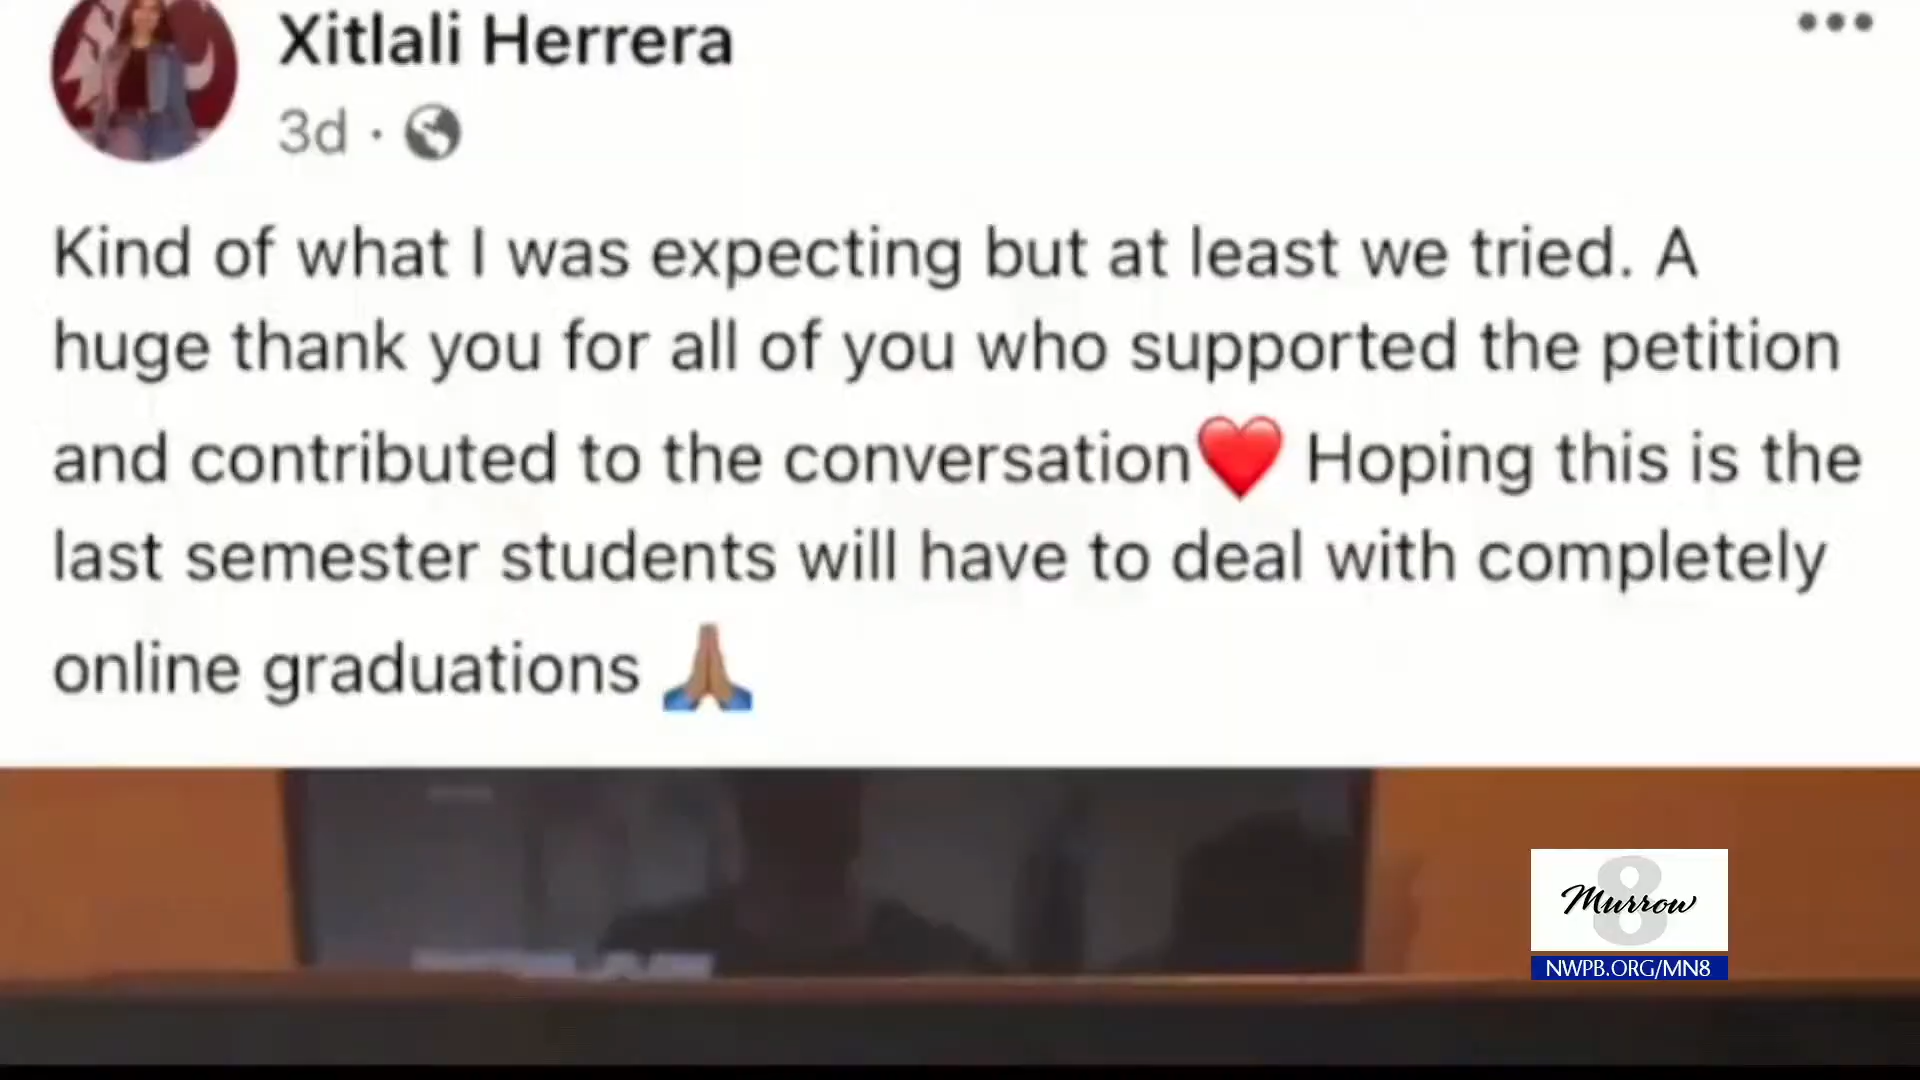 Xitlali Herrera
3d ·
Kind of what I was expecting but at least we tried. A
huge thank you for all of you who supported the petition
and contributed to the conversation❤️ Hoping this is the
last semester students will have to deal with completely
online graduations 🙏🏽
8
Murrow
NWPB.ORG/MN8